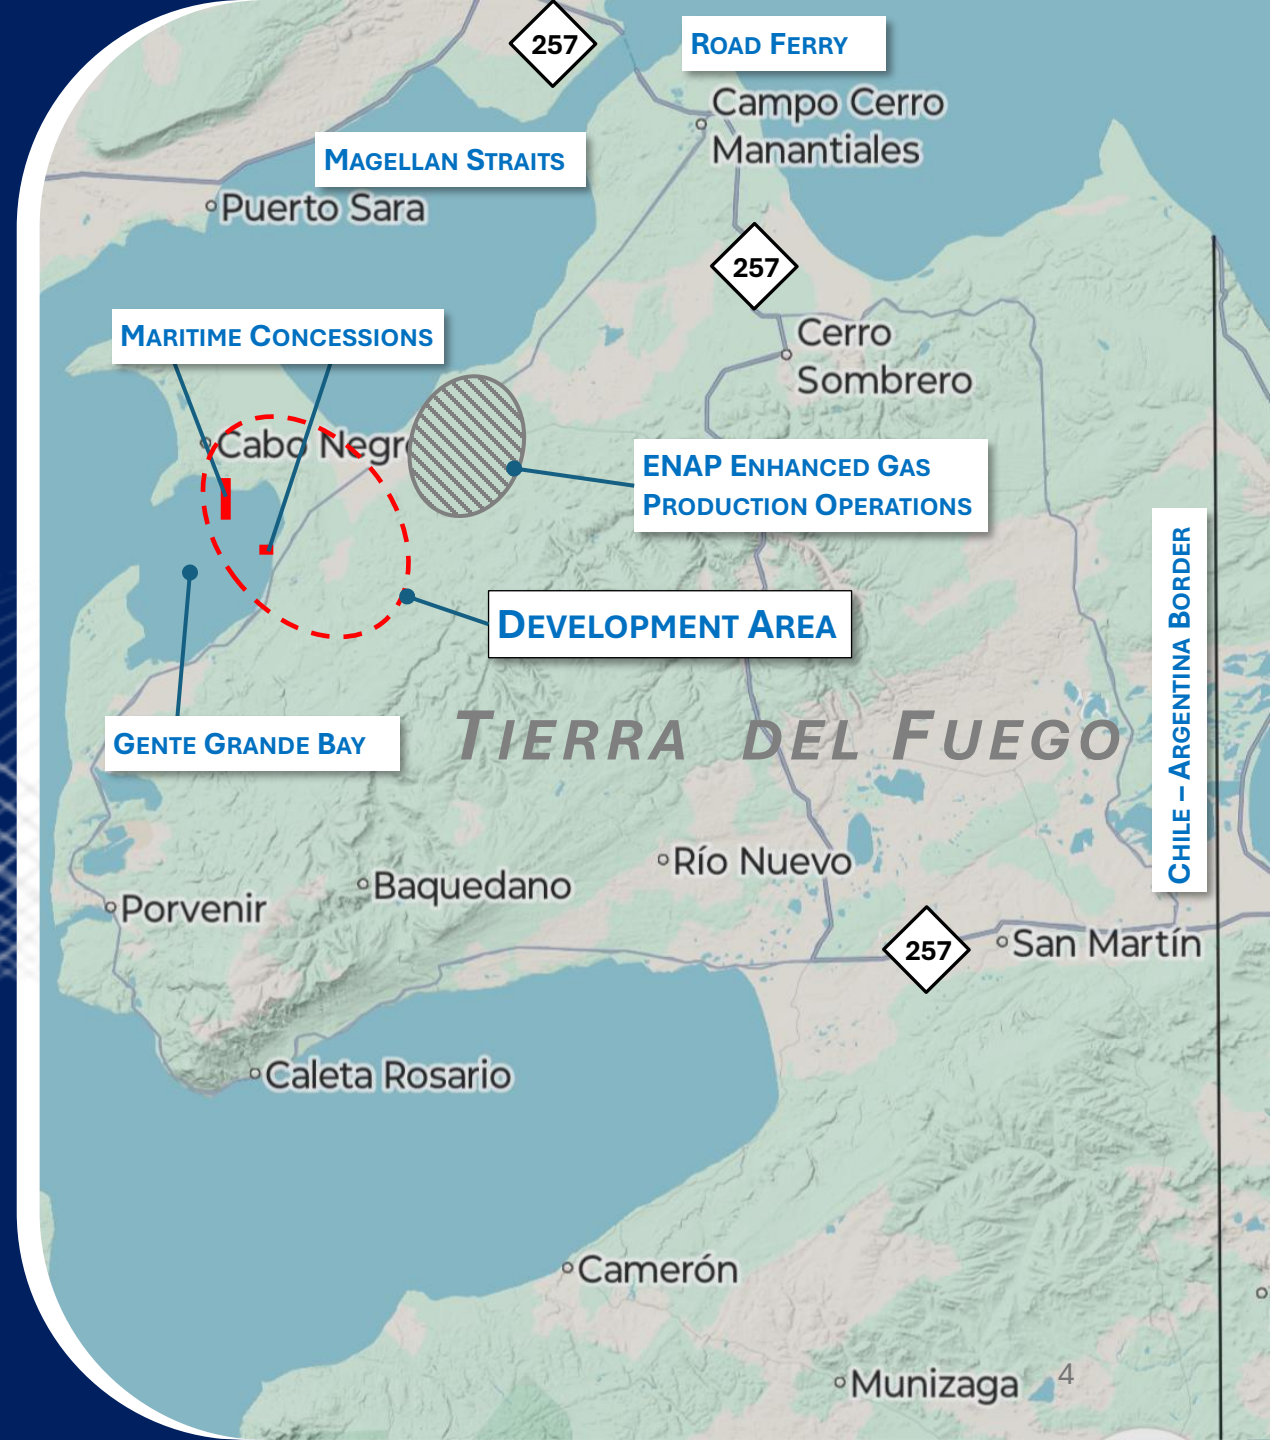 257
ROAD FERRY
Campo Cerro
Manantiales
MAGELLAN STRAITS
Puerto Sara
257
MARITIME CONCESSIONS
Cerro
Sombrero
Cabo Negr
ENAP ENHANCED GAS
PRODUCTION OPERATIONS
CHILE – ARGENTINA BORDER
DEVELOPMENT AREA
TIERRA DEL FUEGO
GENTE GRANDE BAY
Río Nuevo
Baquedano
Porvenir
257
San Martín
Caleta Rosario
Camerón
Munizaga
4